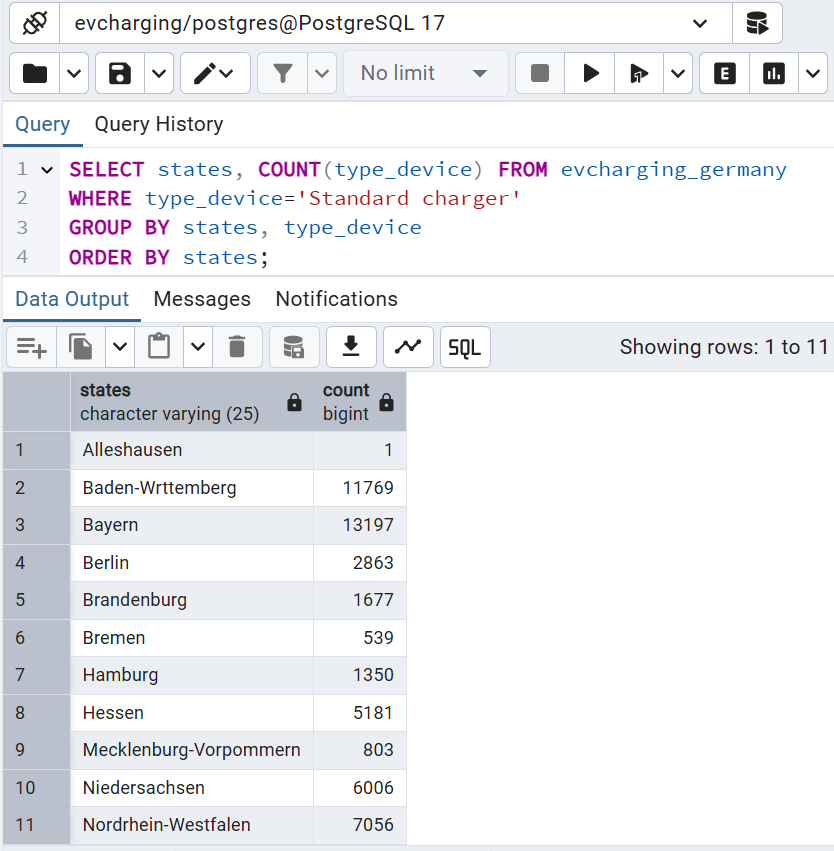 evcharging/postgres@PostgreSQL 17
No limit
E
Query Query History
1 SELECT states, COUNT(type_device) FROM evcharging_germany
2 WHERE type_device='Standard charger'
3 GROUP BY states, type_device
4 ORDER BY states;
Data Output Messages Notifications
SQL Showing rows: 1 to 11
states count
character varying (25) bigint
1 Alleshausen 1
2 Baden-Wrttemberg 11769
3 Bayern 13197
4 Berlin 2863
5 Brandenburg 1677
6 Bremen 539
7 Hamburg 1350
8 Hessen 5181
9 Mecklenburg-Vorpommern 803
10 Niedersachsen 6006
11 Nordrhein-Westfalen 7056